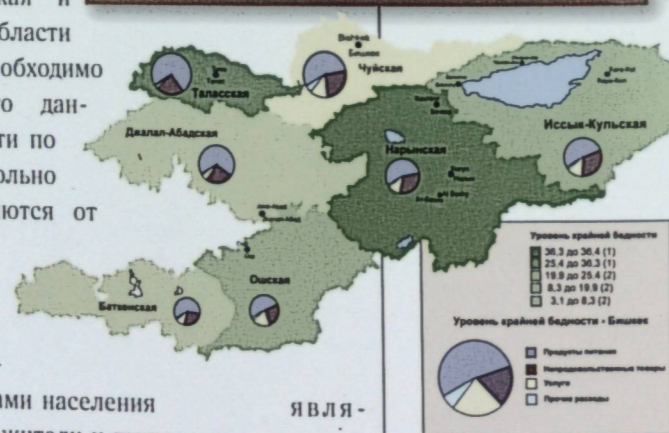 бласти
обходимо
о дан-
ти по
ольно
ются от
Бишкек
Чуйская
Талас
Таласская
Джалал-Абадская
Иссык-Кульская
Нарынская
Нарын
Ошская
Баткенская
Уровень крайней бедности
36,3 до 36,4 (1)
25,4 до 36,3 (1)
19,9 до 25,4 (2)
8,3 до 19,9 (2)
3,1 до 8,3 (2)
Уровень крайней бедности - Бишкек
Продукты питания
Непродовольственные товары
Услуги
Прочие расходы
ами населения явля-